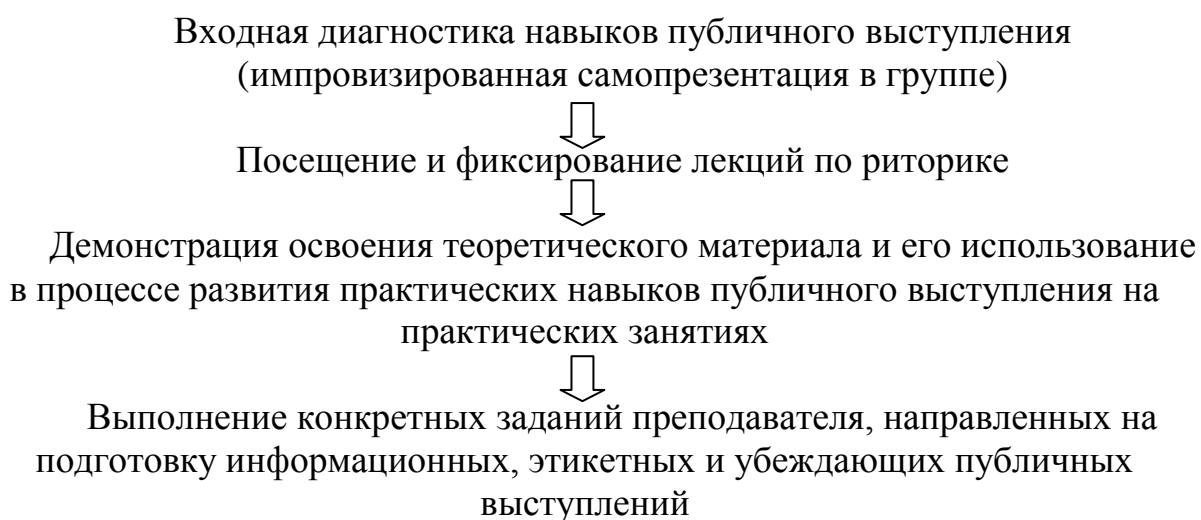 Входная диагностика навыков публичного выступления
(импровизированная самопрезентация в группе)
Посещение и фиксирование лекций по риторике
Демонстрация освоения теоретического материала и его использование
в процессе развития практических навыков публичного выступления на
практических занятиях
Выполнение конкретных заданий преподавателя, направленных на
подготовку информационных, этикетных и убеждающих публичных
выступлений